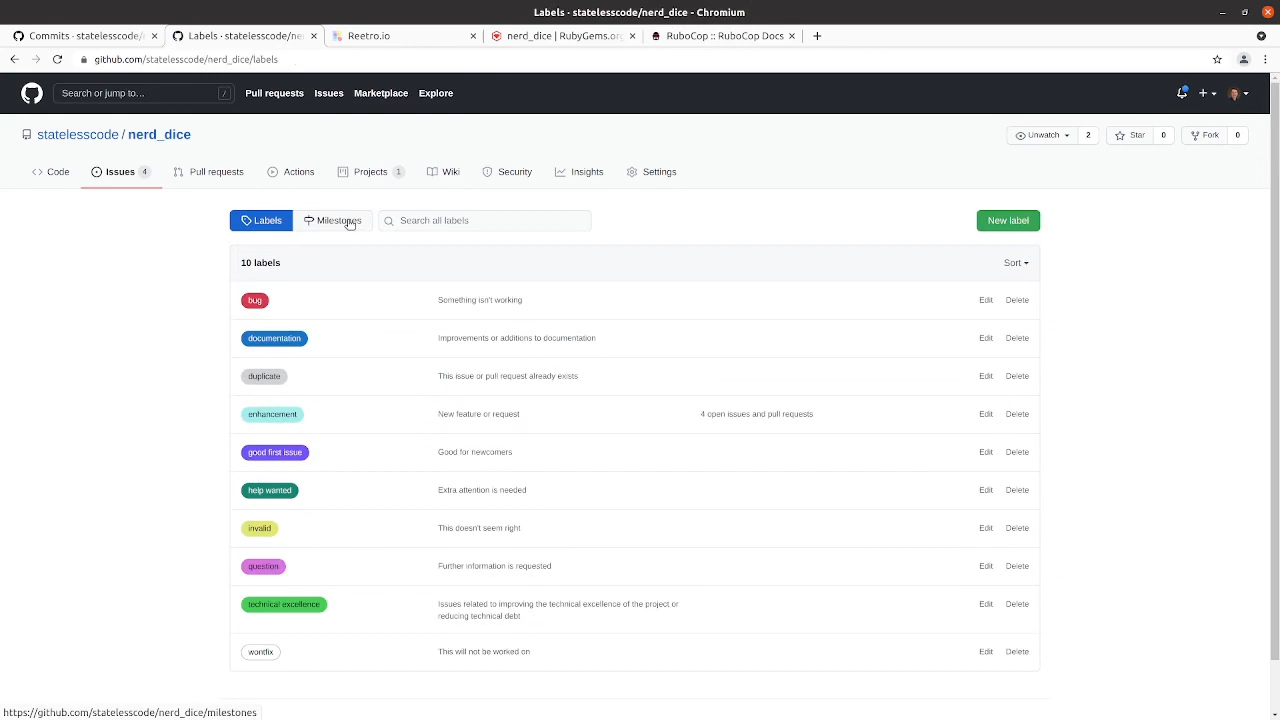 Labels · statelesscode/nerd_dice - Chromium
Commits · statelesscode/
Labels · statelesscode/ne
Reetro.io
nerd_dice | RubyGems.org
RuboCop :: RuboCop Docs
github.com/statelesscode/nerd_dice/labels
Search or jump to... /
Pull requests Issues Marketplace Explore
statelesscode / nerd_dice
Unwatch 2 Star 0 Fork 0
Code Issues 4 Pull requests Actions Projects 1 Wiki Security Insights Settings
Labels Milestones Search all labels New label
10 labels Sort
bug Something isn't working Edit Delete
documentation Improvements or additions to documentation Edit Delete
duplicate This issue or pull request already exists Edit Delete
enhancement New feature or request 4 open issues and pull requests Edit Delete
good first issue Good for newcomers Edit Delete
help wanted Extra attention is needed Edit Delete
invalid This doesn't seem right Edit Delete
question Further information is requested Edit Delete
technical excellence Issues related to improving the technical excellence of the project or Edit Delete
reducing technical debt
wontfix This will not be worked on Edit Delete
https://github.com/statelesscode/nerd_dice/milestones